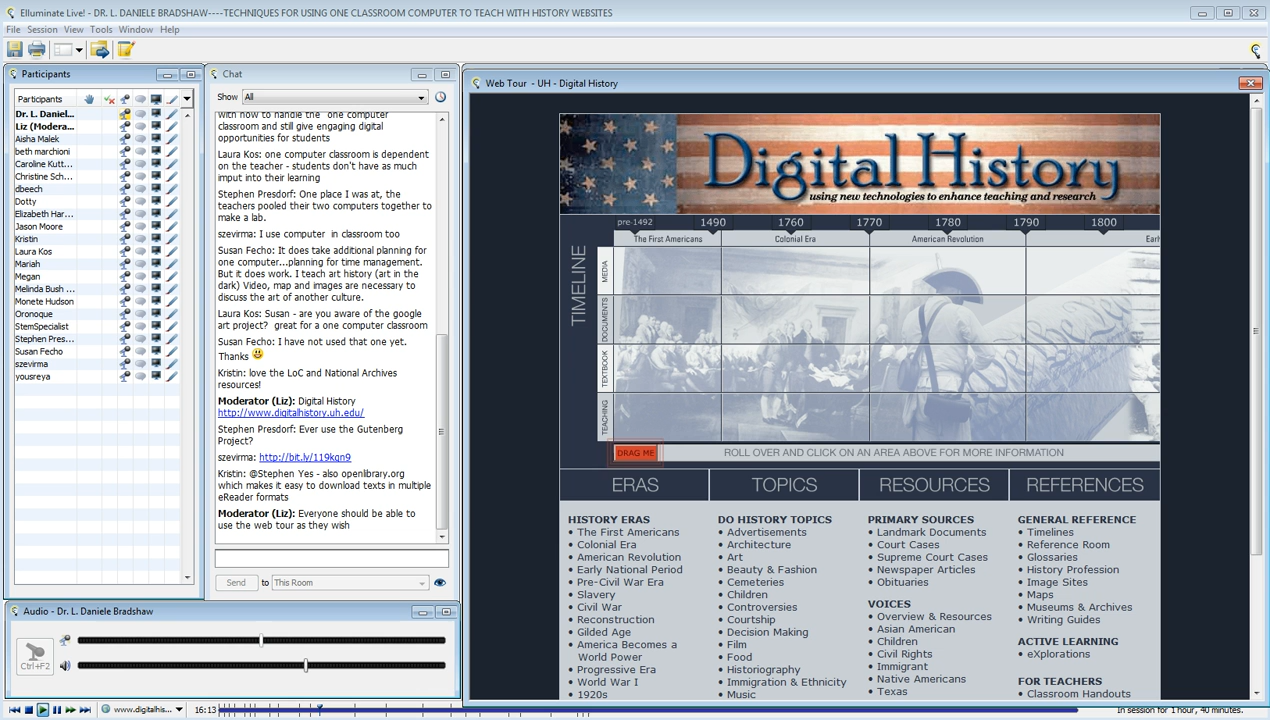 Elluminate Live! - DR. L. DANIELE BRADSHAW----TECHNIQUES FOR USING ONE CLASSROOM COMPUTER TO TEACH WITH HISTORY WEBSITES
File Session View Tools Window Help
Participants
Participants
Dr. L. Daniel...
Liz (Modera...
Aisha Malek
beth marchioni
Caroline Kutt...
Christine Sch...
dbeech
Dotty
Elizabeth Har...
Jason Moore
Kristin
Laura Kos
Mariah
Megan
Melinda Bush ...
Monete Hudson
Oronoque
StemSpecialist
Stephen Pres...
Susan Fecho
szevirma
yousreya
Chat
Show All
with how to handle the "one computer
classroom and still give engaging digital
opportunities for students
Laura Kos: one computer classroom is dependent
on the teacher - students don't have as much
imput into their learning
Stephen Presdorf: One place I was at, the
teachers pooled their two computers together to
make a lab.
szevirma: I use computer in classroom too
Susan Fecho: It does take additional planning for
one computer...planning for time management.
But it does work. I teach art history (art in the
dark) Video, map and images are necessary to
discuss the art of another culture.
Laura Kos: Susan - are you aware of the google
art project? great for a one computer classroom
Susan Fecho: I have not used that one yet.
Thanks
Kristin: love the LoC and National Archives
resources!
Moderator (Liz): Digital History
http://www.digitalhistory.uh.edu/
Stephen Presdorf: Ever use the Gutenberg
Project?
szevirma: http://bit.ly/119kqn9
Kristin: @Stephen Yes - also openlibrary.org
which makes it easy to download texts in multiple
eReader formats
Moderator (Liz): Everyone should be able to
use the web tour as they wish
Send to This Room
Audio - Dr. L. Daniele Bradshaw
Ctrl+F2
Web Tour - UH - Digital History
Digital History
using new technologies to enhance teaching and research
pre-1492 1490 1760 1770 1790 1800
The First Americans Colonial Era American Revolution Earl
TIMELINE
MEDIA
DOCUMENTS
TEXTBOOK
TEACHING
DRAG ME ROLL OVER AND CLICK ON AN AREA ABOVE FOR MORE INFORMATION
ERAS TOPICS RESOURCES REFERENCES
HISTORY ERAS
• The First Americans
• Colonial Era
• American Revolution
• Early National Period
• Pre-Civil War Era
• Slavery
• Civil War
• Reconstruction
• Gilded Age
• America Becomes a
World Power
• Progressive Era
• World War I
• 1920s
DO HISTORY TOPICS
• Advertisements
• Architecture
• Art
• Beauty & Fashion
• Cemeteries
• Children
• Controversies
• Courtship
• Decision Making
• Film
• Food
• Historiography
• Immigration & Ethnicity
• Music
PRIMARY SOURCES
• Landmark Documents
• Court Cases
• Supreme Court Cases
• Newspaper Articles
• Obituaries
VOICES
• Overview & Resources
• Asian American
• Children
• Civil Rights
• Immigrant
• Native Americans
• Texas
GENERAL REFERENCE
• Timelines
• Reference Room
• Glossaries
• History Profession
• Image Sites
• Maps
• Museums & Archives
• Writing Guides
ACTIVE LEARNING
• eXplorations
FOR TEACHERS
• Classroom Handouts
www.digitalhis... 16:13 In session for 1 hour, 40 minutes.